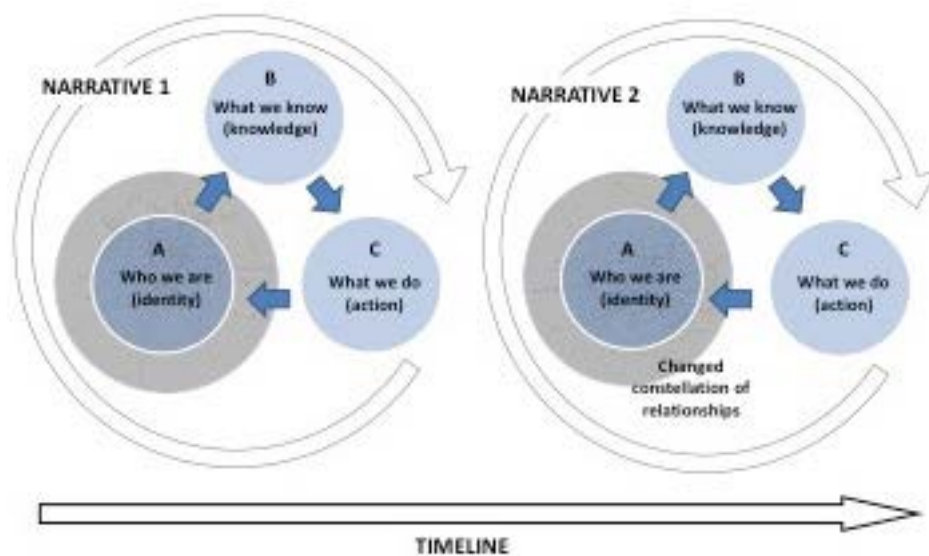 NARRATIVE 1
B
What we know
(knowledge)
A
Who we are
(identity)
C
What we do
(action)
NARRATIVE 2
B
What we know
(knowledge)
A
Who we are
(identity)
C
What we do
(action)
Changed
constellation of
relationships
TIMELINE